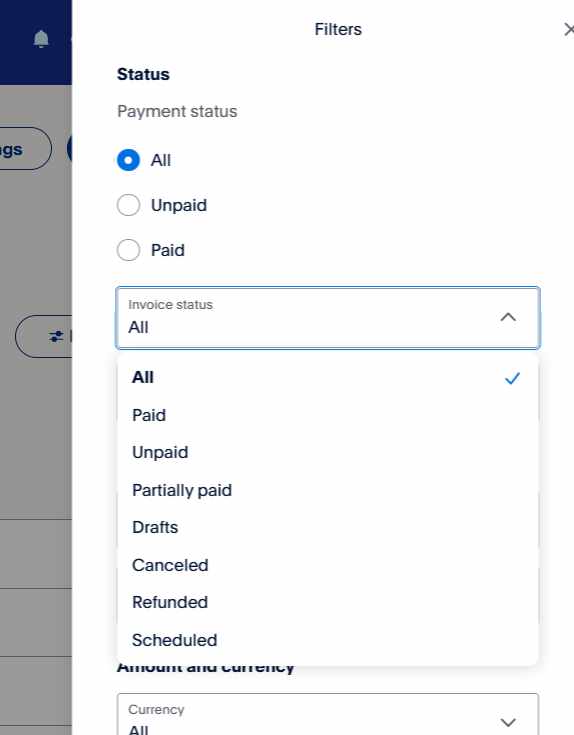 Filters
Status
Payment status
All
Unpaid
Paid
Invoice status
All
All
Paid
Unpaid
Partially paid
Drafts
Canceled
Refunded
Scheduled
Amount and currency
Currency
All